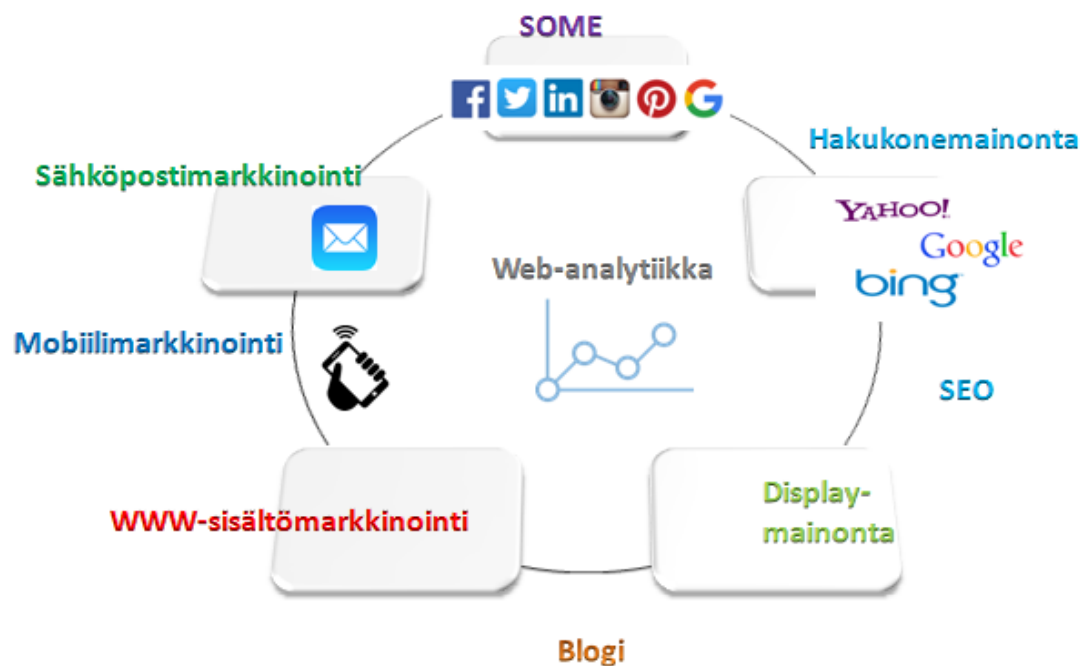 SOME
Hakukonemainonta
Sähköpostimarkkinointi
YAHOO!
Google
bing
Web-analytiikka
Mobiilimarkkinointi
SEO
Display-
mainonta
WWW-sisältömarkkinointi
Blogi